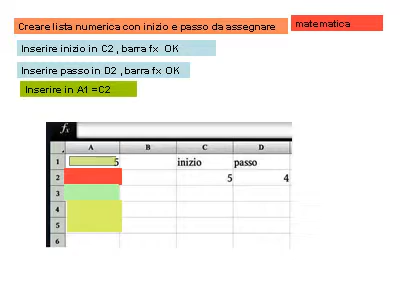 Creare lista numerica con inizio e passo da assegnare
matematica
Inserire inizio in C2 , barra fx OK
Inserire passo in D2 , barra fx OK
Inserire in A1 =C2
fx
A B C D
1 5 inizio passo
2 5 4
3
4
5
6